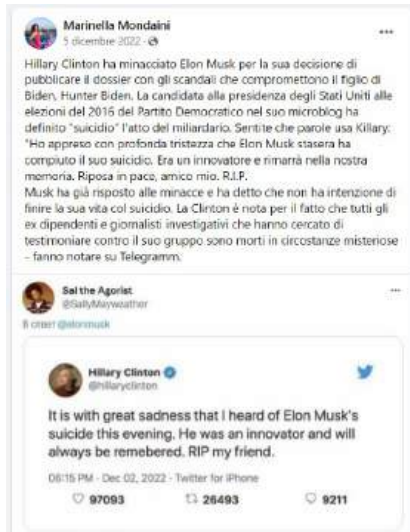 Marinella Mondaini
5 dicembre 2022
Hillary Clinton ha minacciato Elon Musk per la sua decisione di
pubblicare il dossier con gli scandali che compromettono il figlio di
Biden, Hunter Biden. La candidata alla presidenza degli Stati Uniti alle
elezioni del 2016 del Partito Democratico nel suo microblog ha
definito "suicidio" l'atto del miliardario. Sentite che parole usa Killary:
"Ho appreso con profonda tristezza che Elon Musk stasera ha
compiuto il suo suicidio. Era un innovatore e rimarrà nella nostra
memoria. Riposa in pace, amico mio. R.I.P.
Musk ha già risposto alle minacce e ha detto che non ha intenzione di
finire la sua vita col suicidio. La Clinton è nota per il fatto che tutti gli
ex dipendenti e giornalisti investigativi che hanno cercato di
testimoniare contro il suo gruppo sono morti in circostanze misteriose
- fanno notare su Telegramm.
Sal the Agorist
@SallyMayweather
В ответ @elonmusk
Hillary Clinton
@hillaryclinton
It is with great sadness that I heard of Elon Musk's
suicide this evening. He was an innovator and will
always be remebered. RIP my friend.
06:15 PM - Dec 02, 2022 - Twitter for iPhone
97093 26493 9211